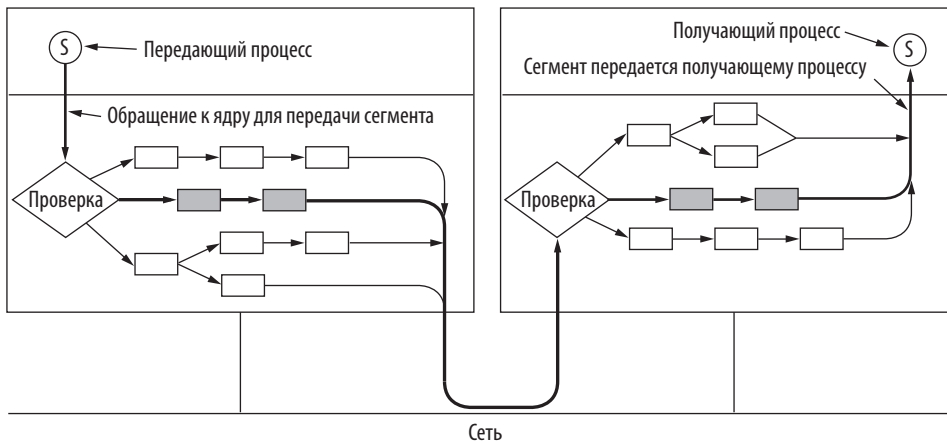 S
Передающий процесс
Обращение к ядру для передачи сегмента
Проверка
Получающий процесс
S
Сегмент передается получающему процессу
Проверка
Сеть